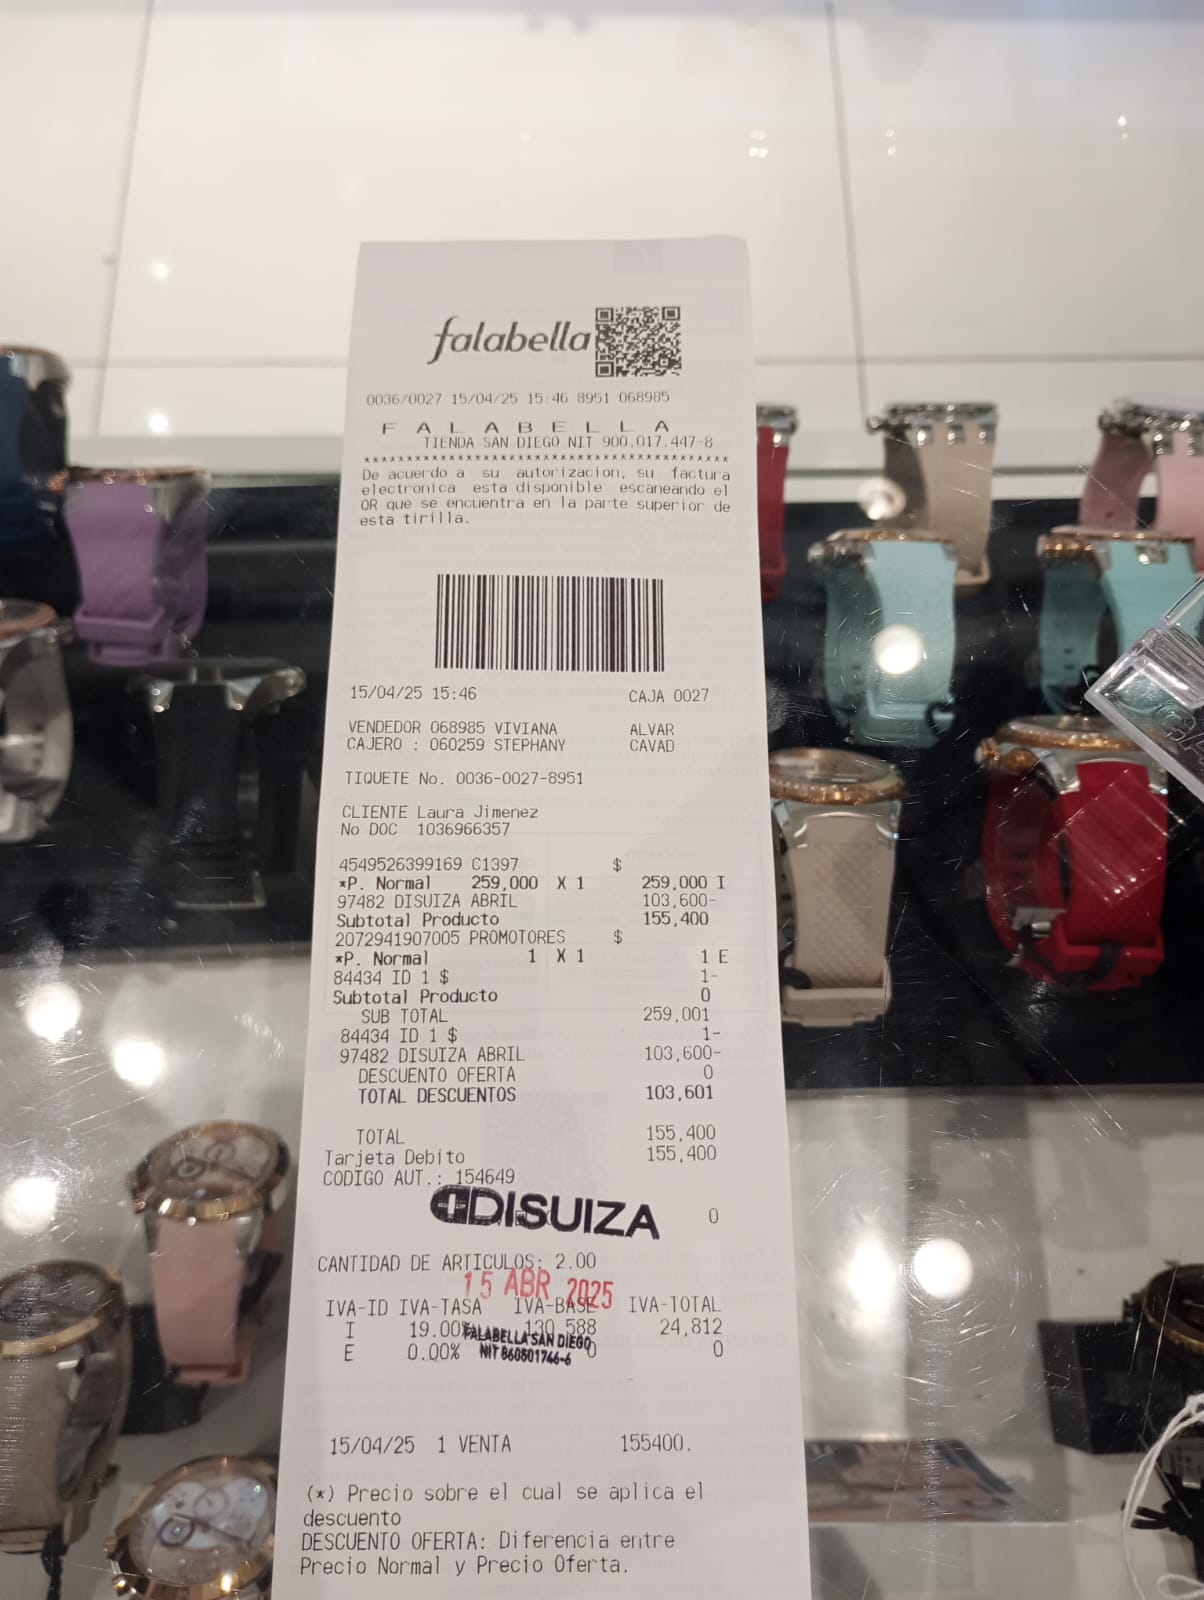 falabella
0036/0027 15/04/25 15:46 8951 068985
F A L A B E L L A
TIENDA SAN DIEGO NIT 900.017.447-8
****************************************
De acuerdo a su autorizacion, su factura
electronica esta disponible escaneando el
QR que se encuentra en la parte superior de
esta tirilla.
15/04/25 15:46 CAJA 0027
VENDEDOR 068985 VIVIANA ALVAR
CAJERO : 060259 STEPHANY CAVAD
TIQUETE No. 0036-0027-8951
CLIENTE Laura Jimenez
No DOC 1036966357
4549526399169 C1397 $
*P. Normal 259,000 X 1 259,000 I
97482 DISUIZA ABRIL 103,600-
Subtotal Producto 155,400
2072941907005 PROMOTORES $
*P. Normal 1 X 1 1 E
84434 ID 1 $ 1-
Subtotal Producto 0
SUB TOTAL 259,001
84434 ID 1 $ 1-
97482 DISUIZA ABRIL 103,600-
DESCUENTO OFERTA 0
TOTAL DESCUENTOS 103,601
TOTAL 155,400
Tarjeta Debito 155,400
CODIGO AUT.: 154649
DISUIZA 0
CANTIDAD DE ARTICULOS: 2.00
15 ABR 2025
IVA-ID IVA-TASA IVA-BASE IVA-TOTAL
I 19.00% 130,588 24,812
FALABELLA SAN DIEGO
E 0.00% 0 0
NIT 860501746-6
15/04/25 1 VENTA 155400.
(*) Precio sobre el cual se aplica el
descuento
DESCUENTO OFERTA: Diferencia entre
Precio Normal y Precio Oferta.